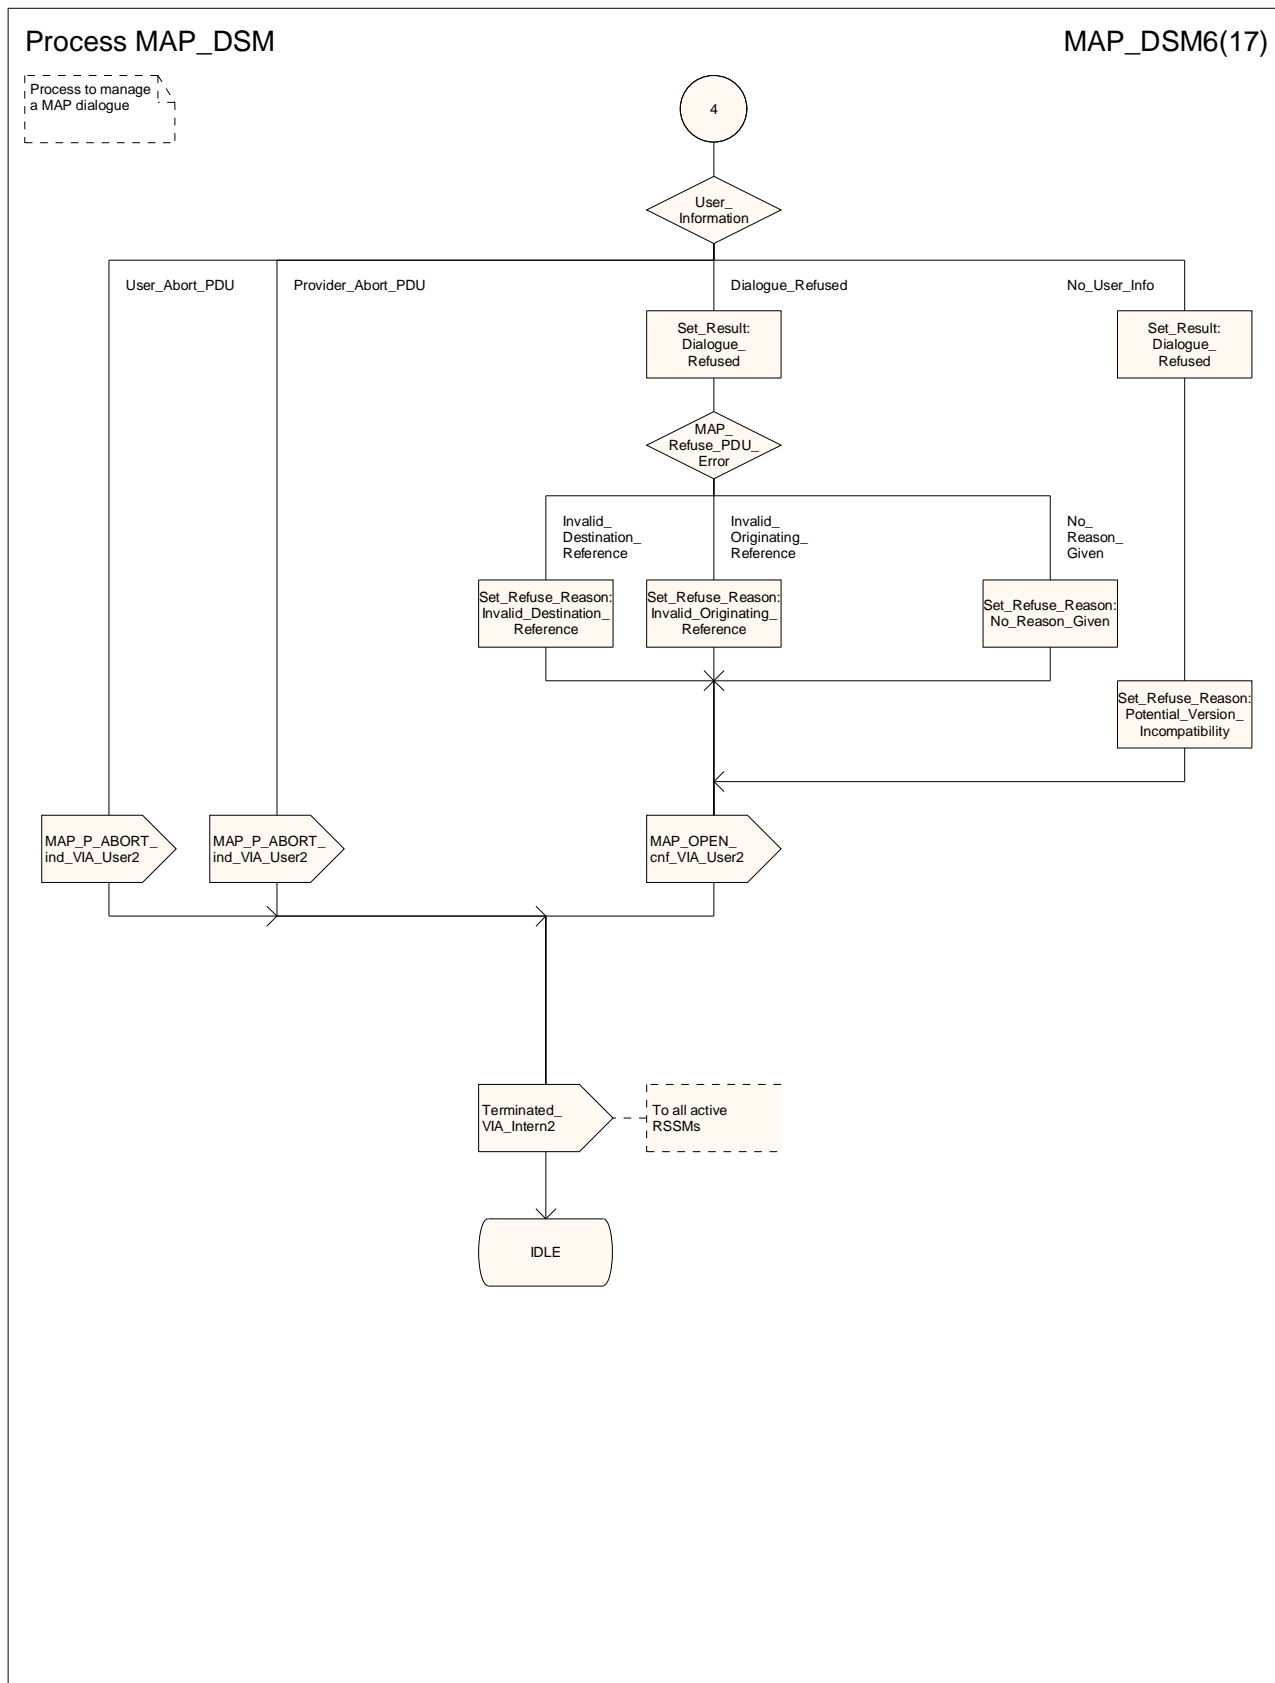 Process MAP_DSM
MAP_DSM6(17)
Process to manage
a MAP dialogue
4
User_
Information
User_Abort_PDU
Provider_Abort_PDU
Dialogue_Refused
No_User_Info
Set_Result:
Dialogue_
Refused
Set_Result:
Dialogue_
Refused
MAP_
Refuse_PDU_
Error
Invalid_
Destination_
Reference
Invalid_
Originating_
Reference
No_
Reason_
Given
Set_Refuse_Reason:
Invalid_Destination_
Reference
Set_Refuse_Reason:
Invalid_Originating_
Reference
Set_Refuse_Reason:
No_Reason_Given
Set_Refuse_Reason:
Potential_Version_
Incompatibility
MAP_P_ABORT_
ind_VIA_User2
MAP_P_ABORT_
ind_VIA_User2
MAP_OPEN_
cnf_VIA_User2
Terminated_
VIA_Intern2
To all active
RSSMs
IDLE